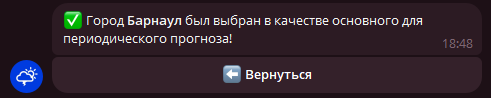 ✅ Город Барнаул был выбран в качестве основного для
периодического прогноза!
18:48
⬅️ Вернуться